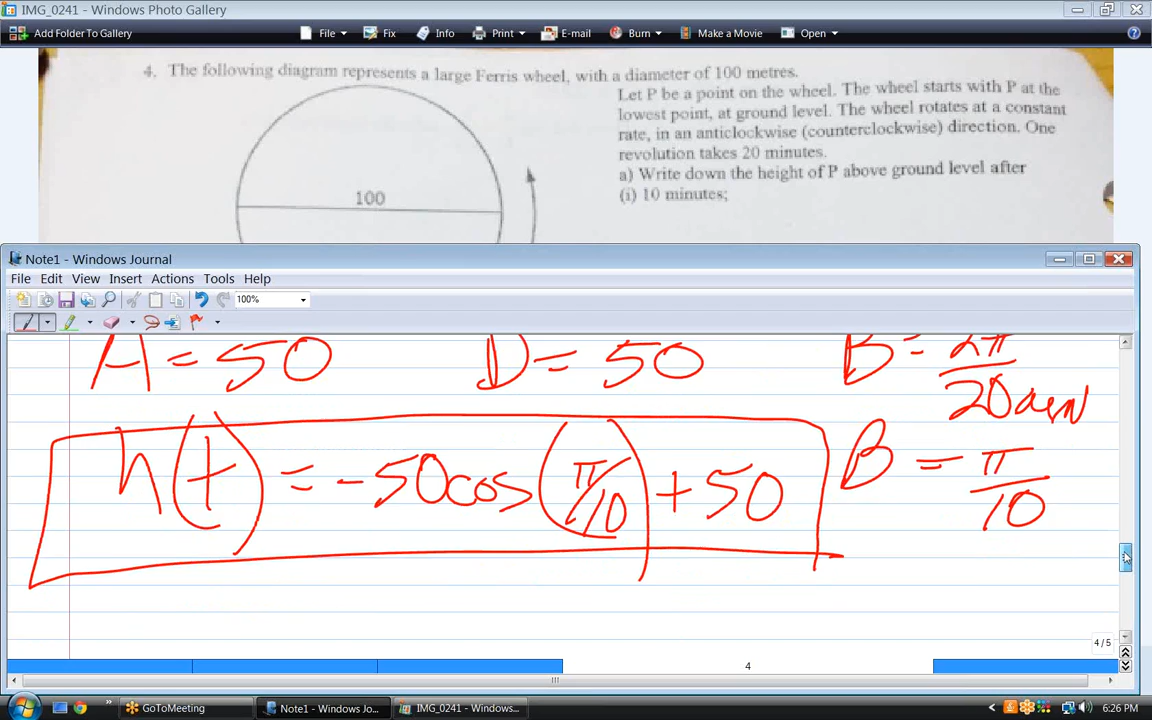 IMG_0241 - Windows Photo Gallery
Add Folder To Gallery File Fix Info Print E-mail Burn Make a Movie Open
4. The following diagram represents a large Ferris wheel, with a diameter of 100 metres.
Let P be a point on the wheel. The wheel starts with P at the
lowest point, at ground level. The wheel rotates at a constant
rate, in an anticlockwise (counterclockwise) direction. One
revolution takes 20 minutes.
a) Write down the height of P above ground level after
(i) 10 minutes;
100
Note1 - Windows Journal
File Edit View Insert Actions Tools Help
100%
A = 50 D = 50 B = 2π/20min
h(t) = -50cos(π/10) + 50 B = π/10
4/5
4
GoToMeeting Note1 - Windows Jo... IMG_0241 - Windows... 6:26 PM